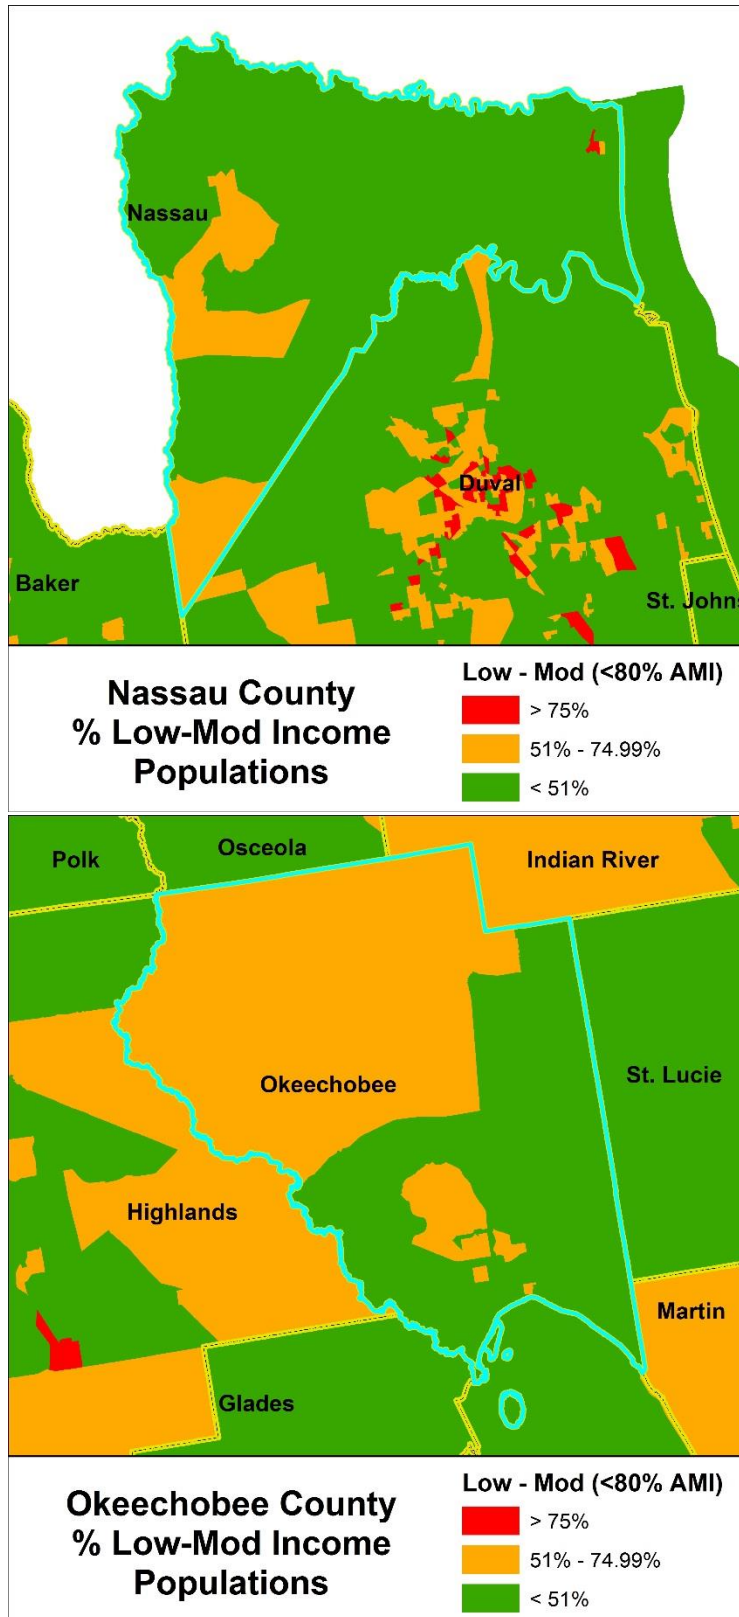 Nassau
Duval
Baker
St. Johns
Nassau County
% Low-Mod Income
Populations
Low - Mod (<80% AMI)
> 75%
51% - 74.99%
< 51%
Polk
Osceola
Indian River
Okeechobee
St. Lucie
Highlands
Martin
Glades
Okeechobee County
% Low-Mod Income
Populations
Low - Mod (<80% AMI)
> 75%
51% - 74.99%
< 51%